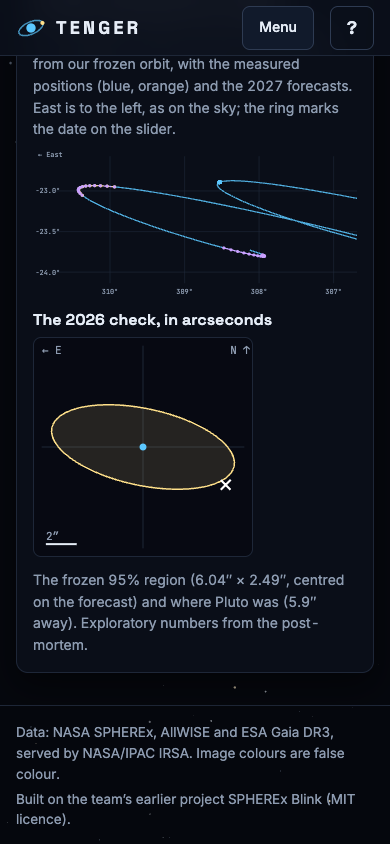 TENGER
Menu
?
from our frozen orbit, with the measured
positions (blue, orange) and the 2027 forecasts.
East is to the left, as on the sky; the ring marks
the date on the slider.
← East
-23.0°
-23.5°
-24.0°
310°
309°
308°
307°
The 2026 check, in arcseconds
← E
N ↑
2″
The frozen 95% region (6.04″ × 2.49″, centred
on the forecast) and where Pluto was (5.9″
away). Exploratory numbers from the post-
mortem.
Data: NASA SPHEREx, AllWISE and ESA Gaia DR3,
served by NASA/IPAC IRSA. Image colours are false
colour.
Built on the team’s earlier project SPHEREx Blink (MIT
licence).